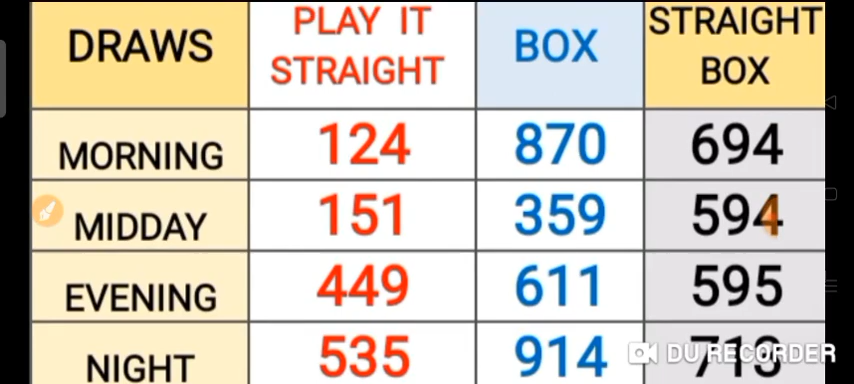 DRAWS PLAY IT STRAIGHT BOX STRAIGHT BOX
MORNING 124 870 694
MIDDAY 151 359 594
EVENING 449 611 595
NIGHT 535 914 713
DU RECORDER